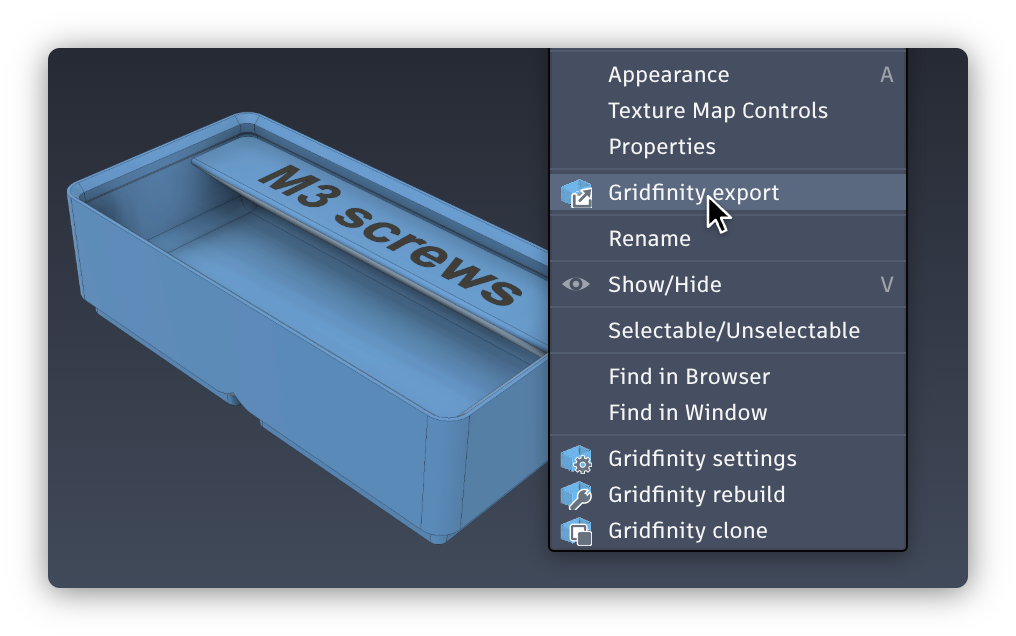 M3 screws
Appearance A
Texture Map Controls
Properties
Gridfinity export
Rename
Show/Hide V
Selectable/Unselectable
Find in Browser
Find in Window
Gridfinity settings
Gridfinity rebuild
Gridfinity clone